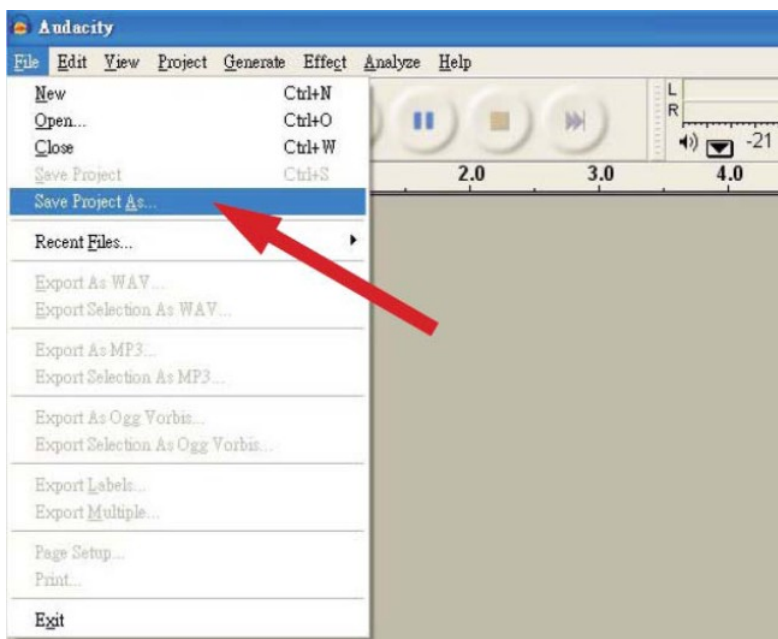 Audacity
File Edit View Project Generate Effect Analyze Help
New Ctrl+N
Open... Ctrl+O
Close Ctrl+W
Save Project Ctrl+S
Save Project As...
Recent Files...
Export As WAV...
Export Selection As WAV...
Export As MP3...
Export Selection As MP3...
Export As Ogg Vorbis...
Export Selection As Ogg Vorbis...
Export Labels...
Export Multiple...
Page Setup...
Print...
Exit
L
R
-21
2.0 3.0 4.0